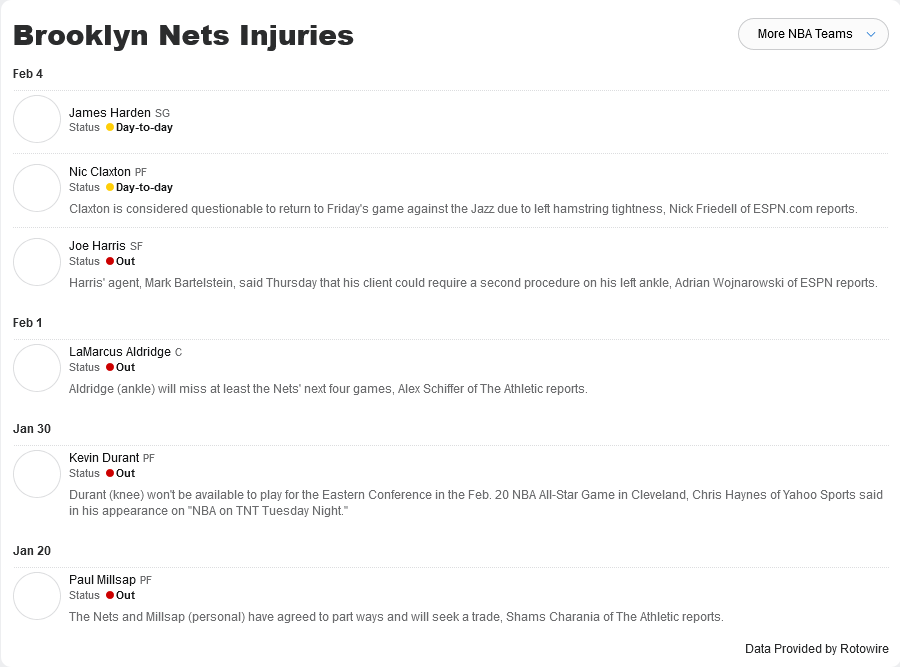 Brooklyn Nets Injuries
More NBA Teams
Feb 4
James Harden SG
Status Day-to-day
Nic Claxton PF
Status Day-to-day
Claxton is considered questionable to return to Friday's game against the Jazz due to left hamstring tightness, Nick Friedell of ESPN.com reports.
Joe Harris SF
Status Out
Harris' agent, Mark Bartelstein, said Thursday that his client could require a second procedure on his left ankle, Adrian Wojnarowski of ESPN reports.
Feb 1
LaMarcus Aldridge C
Status Out
Aldridge (ankle) will miss at least the Nets' next four games, Alex Schiffer of The Athletic reports.
Jan 30
Kevin Durant PF
Status Out
Durant (knee) won't be available to play for the Eastern Conference in the Feb. 20 NBA All-Star Game in Cleveland, Chris Haynes of Yahoo Sports said
in his appearance on "NBA on TNT Tuesday Night."
Jan 20
Paul Millsap PF
Status Out
The Nets and Millsap (personal) have agreed to part ways and will seek a trade, Shams Charania of The Athletic reports.
Data Provided by Rotowire